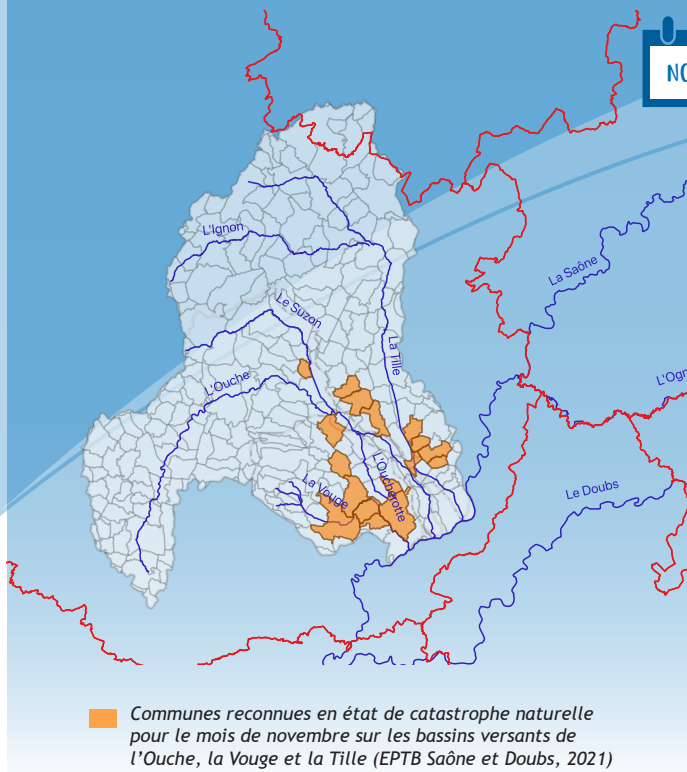 NO
L'Ignon
La Saône
Le Suzon
La Tille
L'Ouche
L'Ogn
La Vouge
L'Oucherotte
Le Doubs
Communes reconnues en état de catastrophe naturelle
pour le mois de novembre sur les bassins versants de
l’Ouche, la Vouge et la Tille (EPTB Saône et Doubs, 2021)